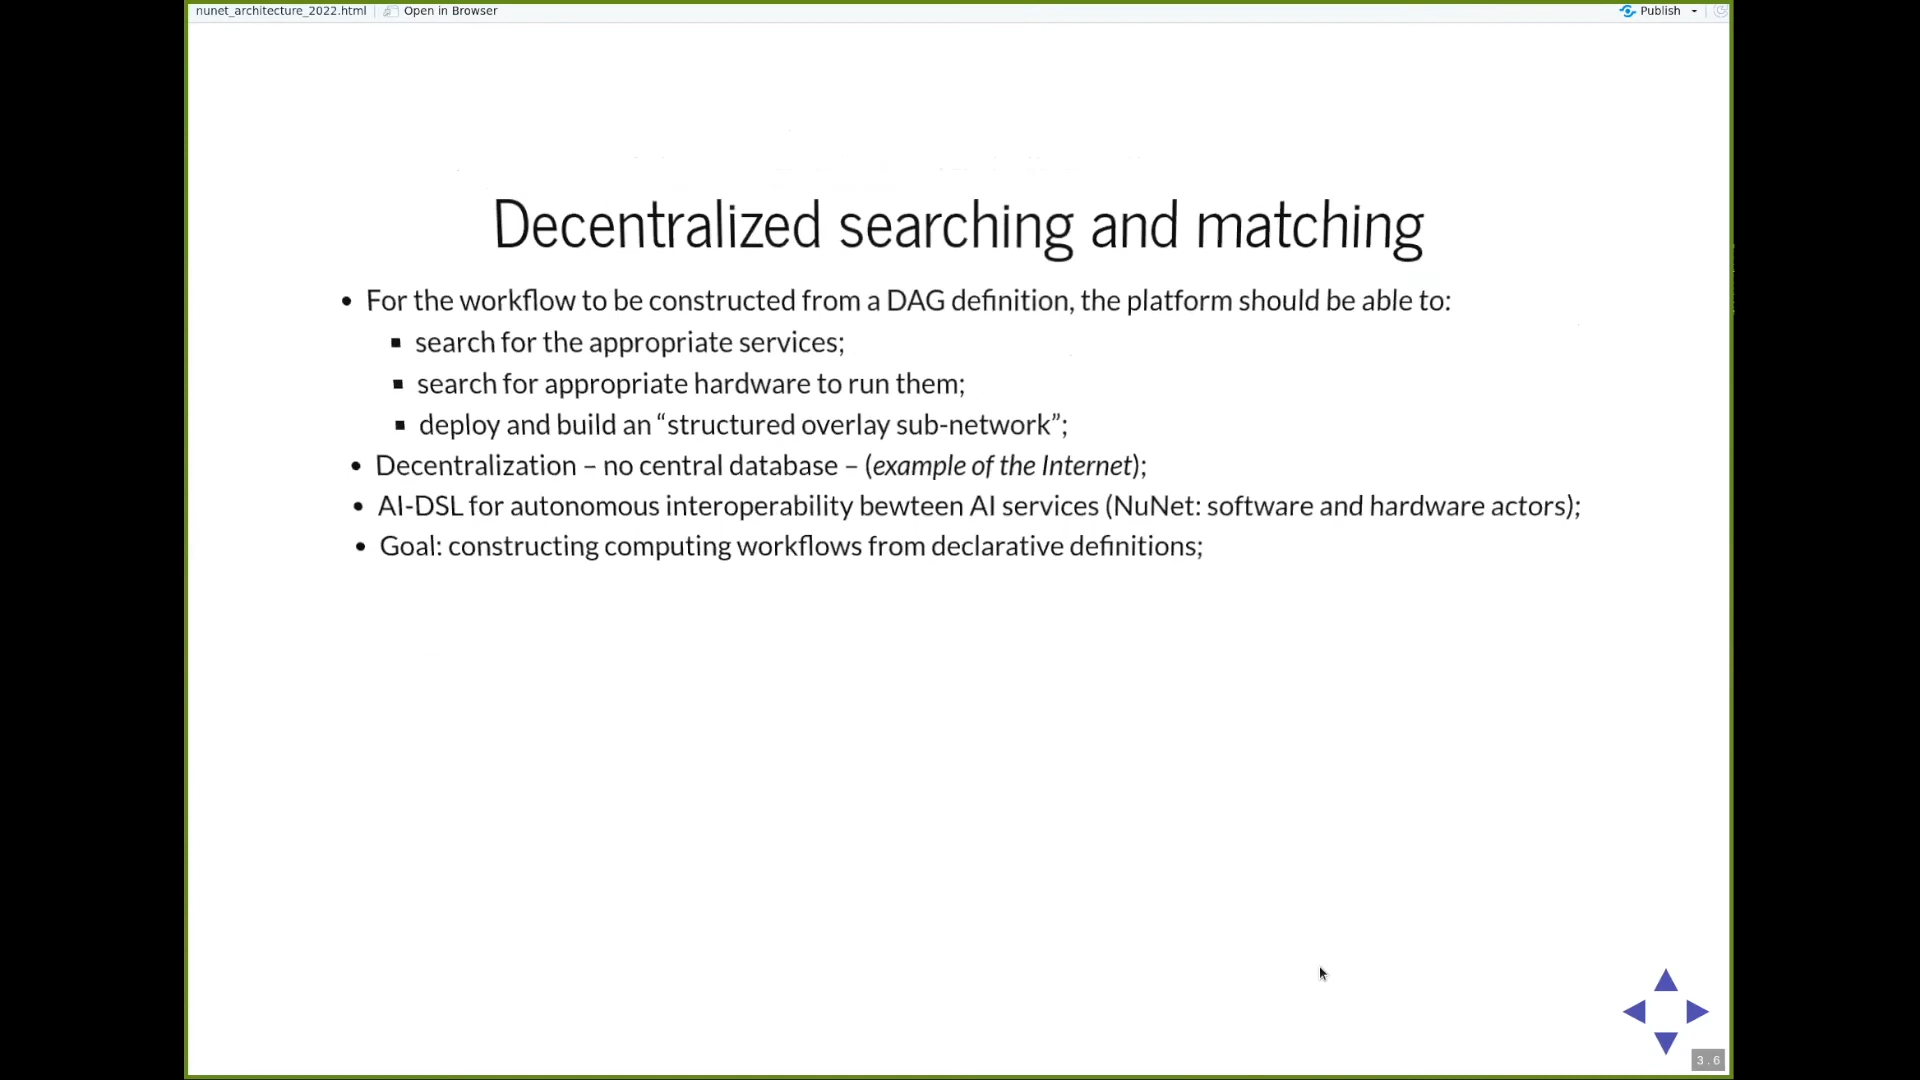 nunet_architecture_2022.html Open in Browser Publish
Decentralized searching and matching
• For the workflow to be constructed from a DAG definition, the platform should be able to:
▪ search for the appropriate services;
▪ search for appropriate hardware to run them;
▪ deploy and build an “structured overlay sub-network”;
• Decentralization – no central database – (example of the Internet);
• AI-DSL for autonomous interoperability bewteen AI services (NuNet: software and hardware actors);
• Goal: constructing computing workflows from declarative definitions;
3.6